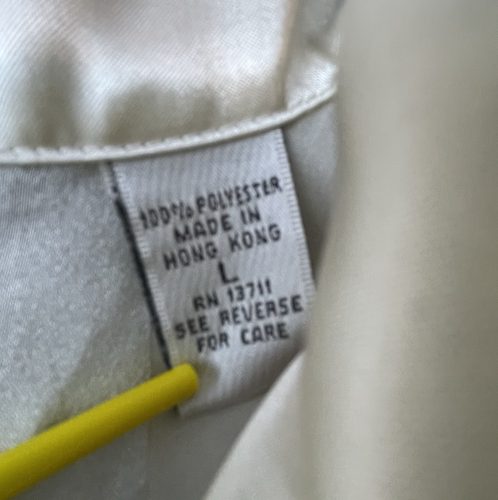 100% POLYESTER
MADE IN
HONG KONG
L
RN 13711
SEE REVERSE
FOR CARE